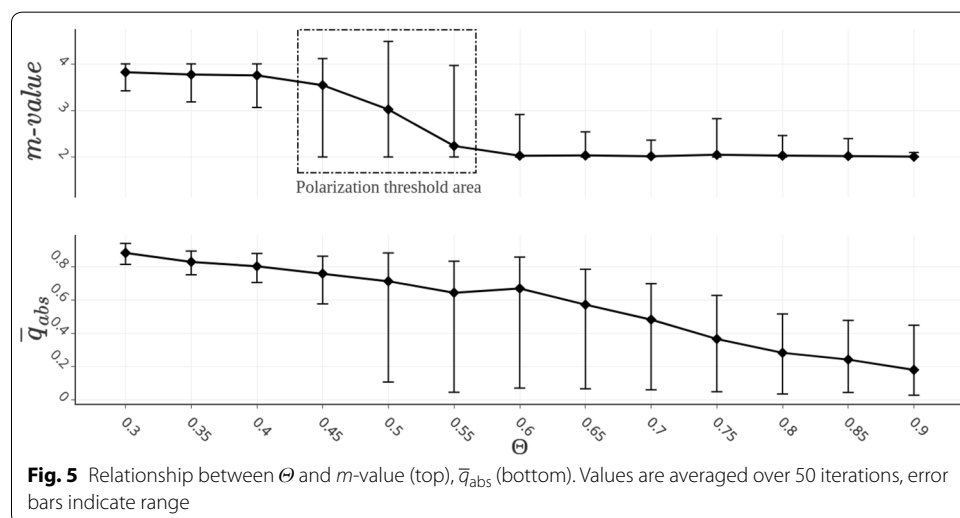 m-value
4
3
2
Polarization threshold area
q̅abs
0.8
0.6
0.4
0.2
0
0.3 0.35 0.4 0.45 0.5 0.55 0.6 0.65 0.7 0.75 0.8 0.85 0.9
Θ
Fig. 5 Relationship between Θ and m-value (top), q̅abs (bottom). Values are averaged over 50 iterations, error
bars indicate range